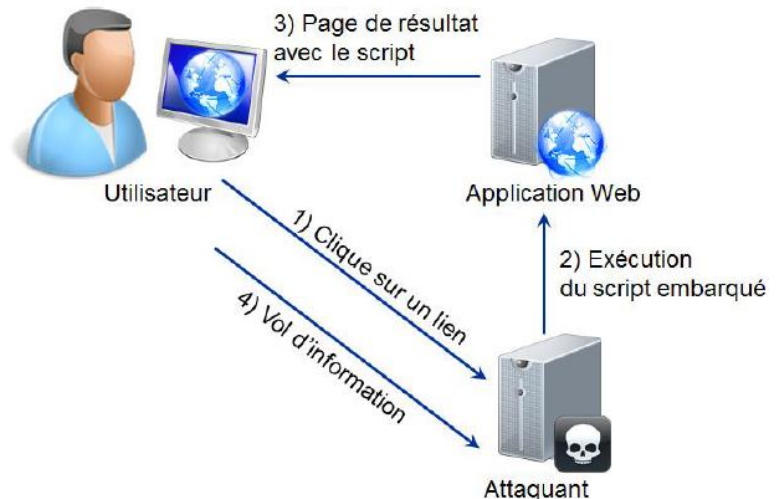 3) Page de résultat
avec le script
Utilisateur
Application Web
1) Clique sur un lien
2) Exécution
du script embarqué
4) Vol d'information
Attaquant